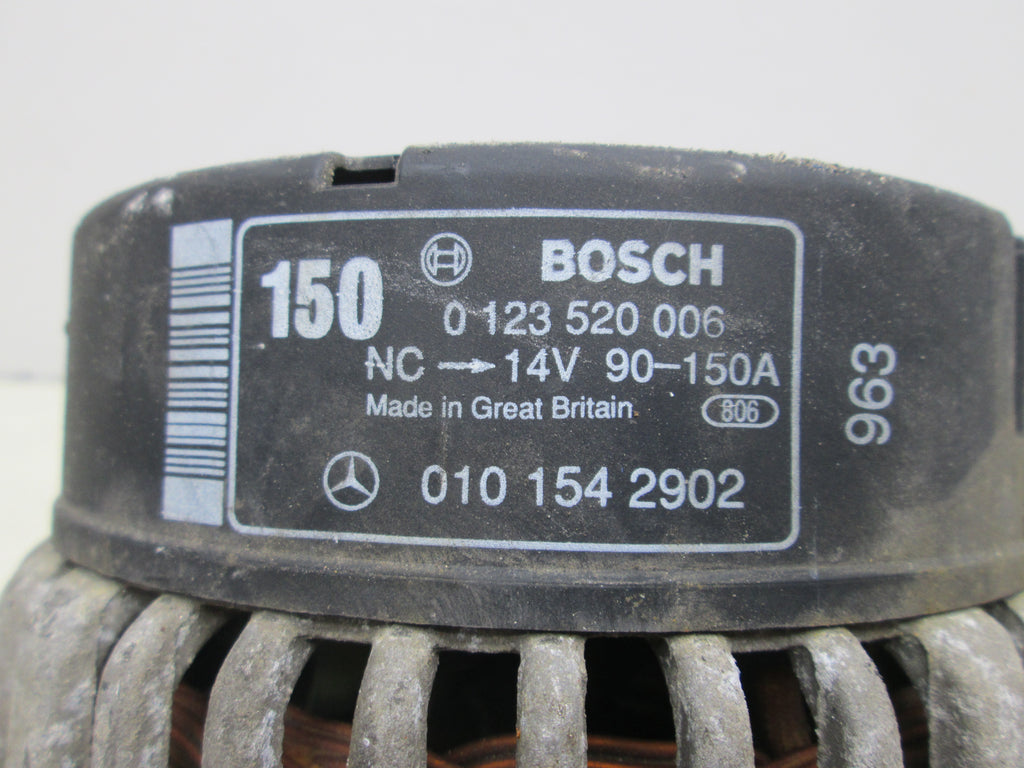 150 BOSCH
0 123 520 006
NC → 14V 90–150A
Made in Great Britain 806
010 154 2902
963